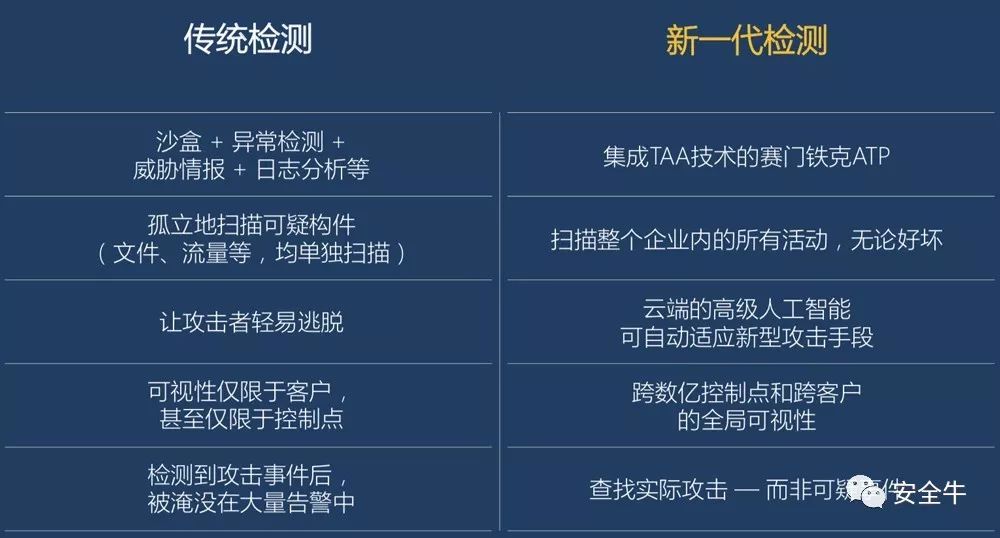 传统检测
新一代检测
沙盒 + 异常检测 +
威胁情报 + 日志分析等
集成TAA技术的赛门铁克ATP
孤立地扫描可疑构件
（文件、流量等，均单独扫描）
扫描整个企业内的所有活动，无论好坏
让攻击者轻易逃脱
云端的高级人工智能
可自动适应新型攻击手段
可视性仅限于客户，
甚至仅限于控制点
跨数亿控制点和跨客户
的全局可视性
检测到攻击事件后，
被淹没在大量告警中
查找实际攻击 — 而非可疑
安全牛